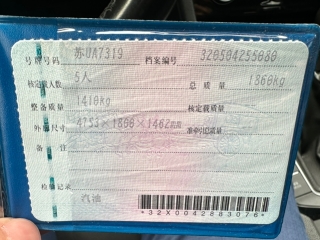 号牌号码 苏UA7319 档案编号 320504255080
核定载人数 5人 总质量 1860kg
整备质量 1410kg 核定载质量
外廓尺寸 4753×1800×1462mm 准牵引总质量
备注
检验记录
汽油
*32X0042883076*